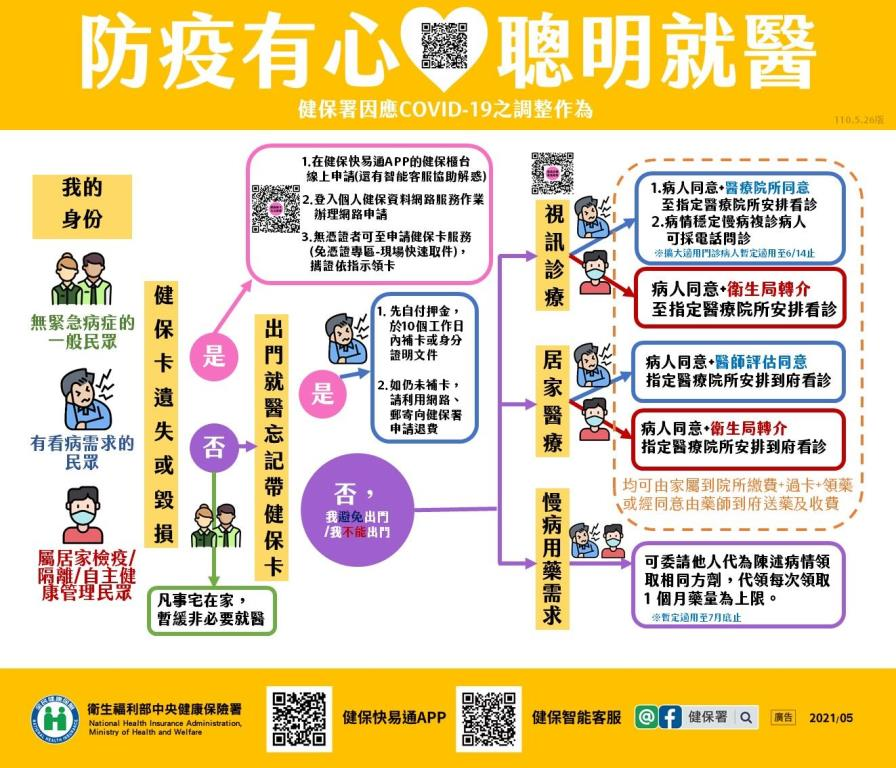 防疫有心 聰明就醫
健保署因應COVID-19之調整作為
110.5.26版
我的
身份
無緊急病症的
一般民眾
有看病需求的
民眾
屬居家檢疫/
隔離/自主健
康管理民眾
健保卡遺失或毀損
是
1.在健保快易通APP的健保櫃台
線上申請(還有智能客服協助解惑)
2.登入個人健保資料網路服務作業
辦理網路申請
3.無憑證者可至申請健保卡服務
(免憑證專區-現場快速取件)，
攜證依指示領卡
否
凡事宅在家，
暫緩非必要就醫
出門就醫忘記帶健保卡
是
1. 先自付押金，
於10個工作日
內補卡或身分
證明文件
2. 如仍未補卡，
請利用網路、
郵寄向健保署
申請退費
否，
我避免出門
/我不能出門
視訊診療
1.病人同意+醫療院所同意
至指定醫療院所安排看診
2.病情穩定慢病複診病人
可採電話問診
※擴大適用門診病人暫定適用至6/14止
病人同意+衛生局轉介
至指定醫療院所安排看診
居家醫療
病人同意+醫師評估同意
指定醫療院所安排到府看診
病人同意+衛生局轉介
指定醫療院所安排到府看診
均可由家屬到院所繳費+過卡+領藥
或經同意由藥師到府送藥及收費
慢病用藥需求
可委請他人代為陳述病情領
取相同方劑，代領每次領取
1 個月藥量為上限。
※暫定適用至7月底止
衛生福利部中央健康保險署
National Health Insurance Administration,
Ministry of Health and Welfare
健保快易通APP
健保智能客服
健保署
廣告
2021/05